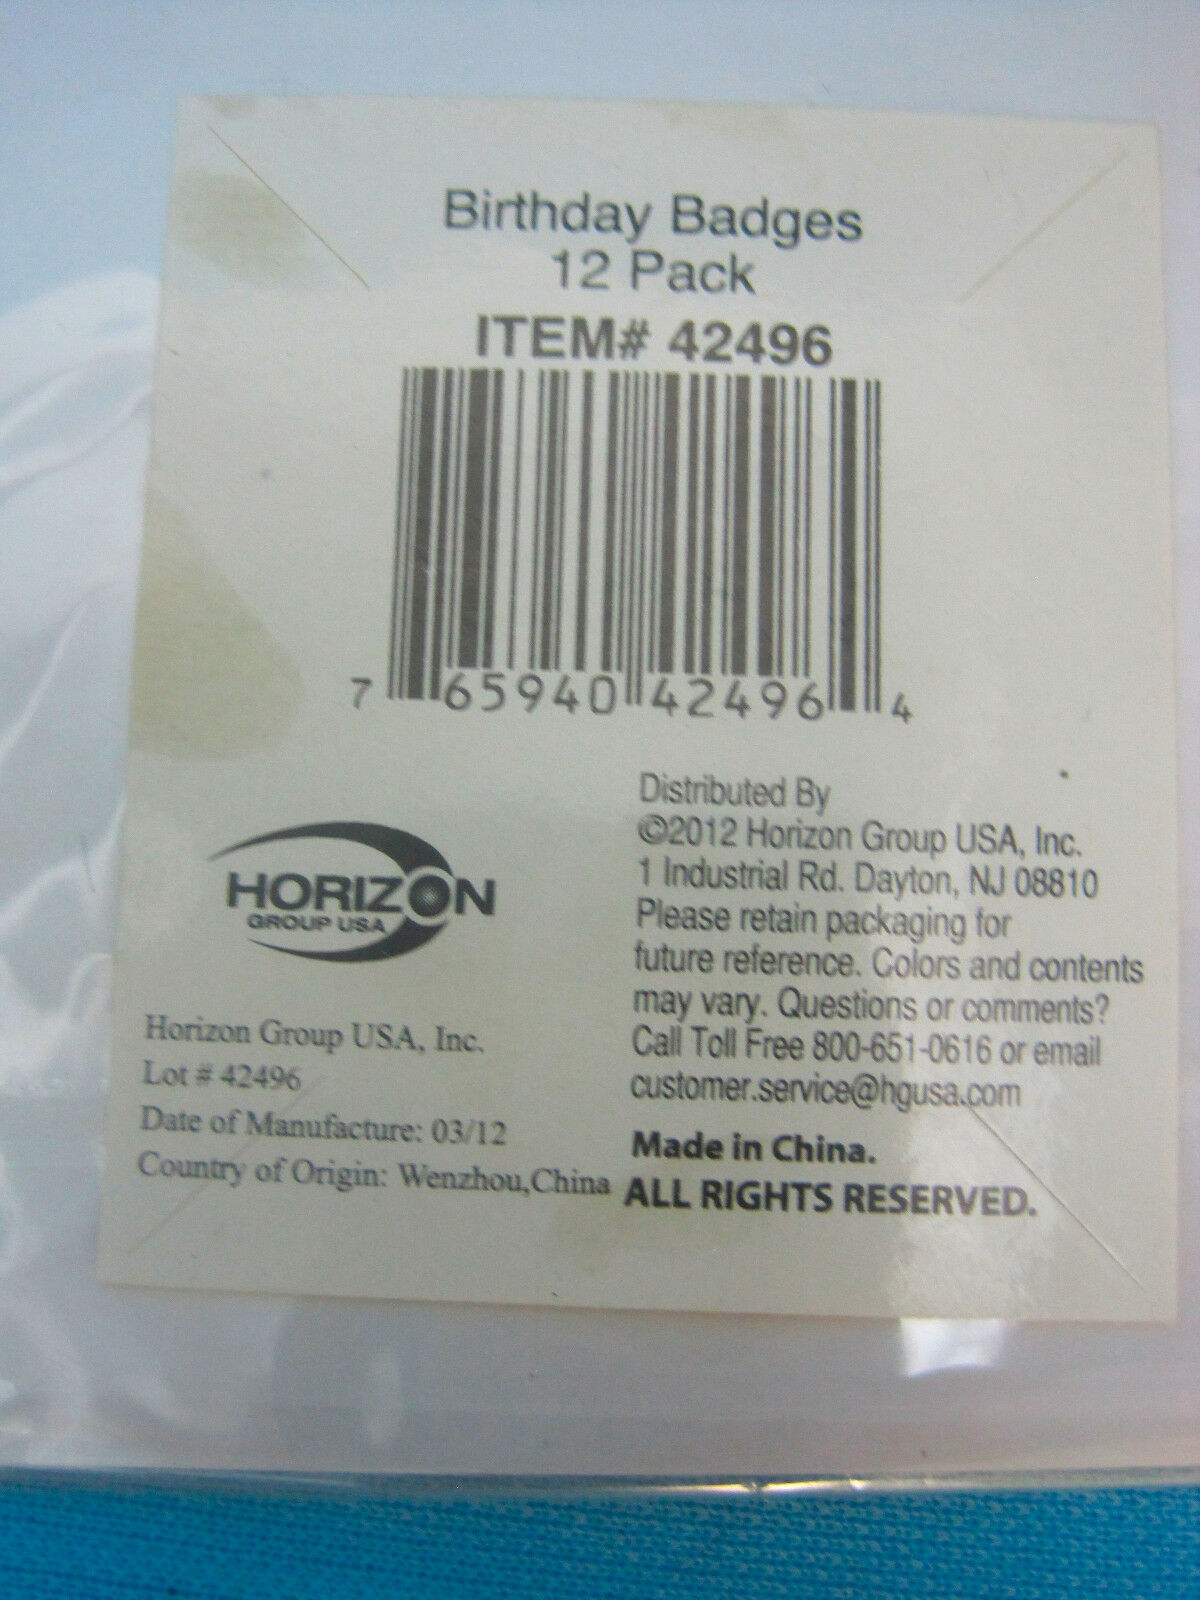 Birthday Badges
12 Pack
ITEM# 42496
7 65940 42496 4
HORIZON
GROUP USA
Horizon Group USA, Inc.
Lot # 42496
Date of Manufacture: 03/12
Country of Origin: Wenzhou,China
Distributed By
©2012 Horizon Group USA, Inc.
1 Industrial Rd. Dayton, NJ 08810
Please retain packaging for
future reference. Colors and contents
may vary. Questions or comments?
Call Toll Free 800-651-0616 or email
customer.service@hgusa.com
Made in China.
ALL RIGHTS RESERVED.